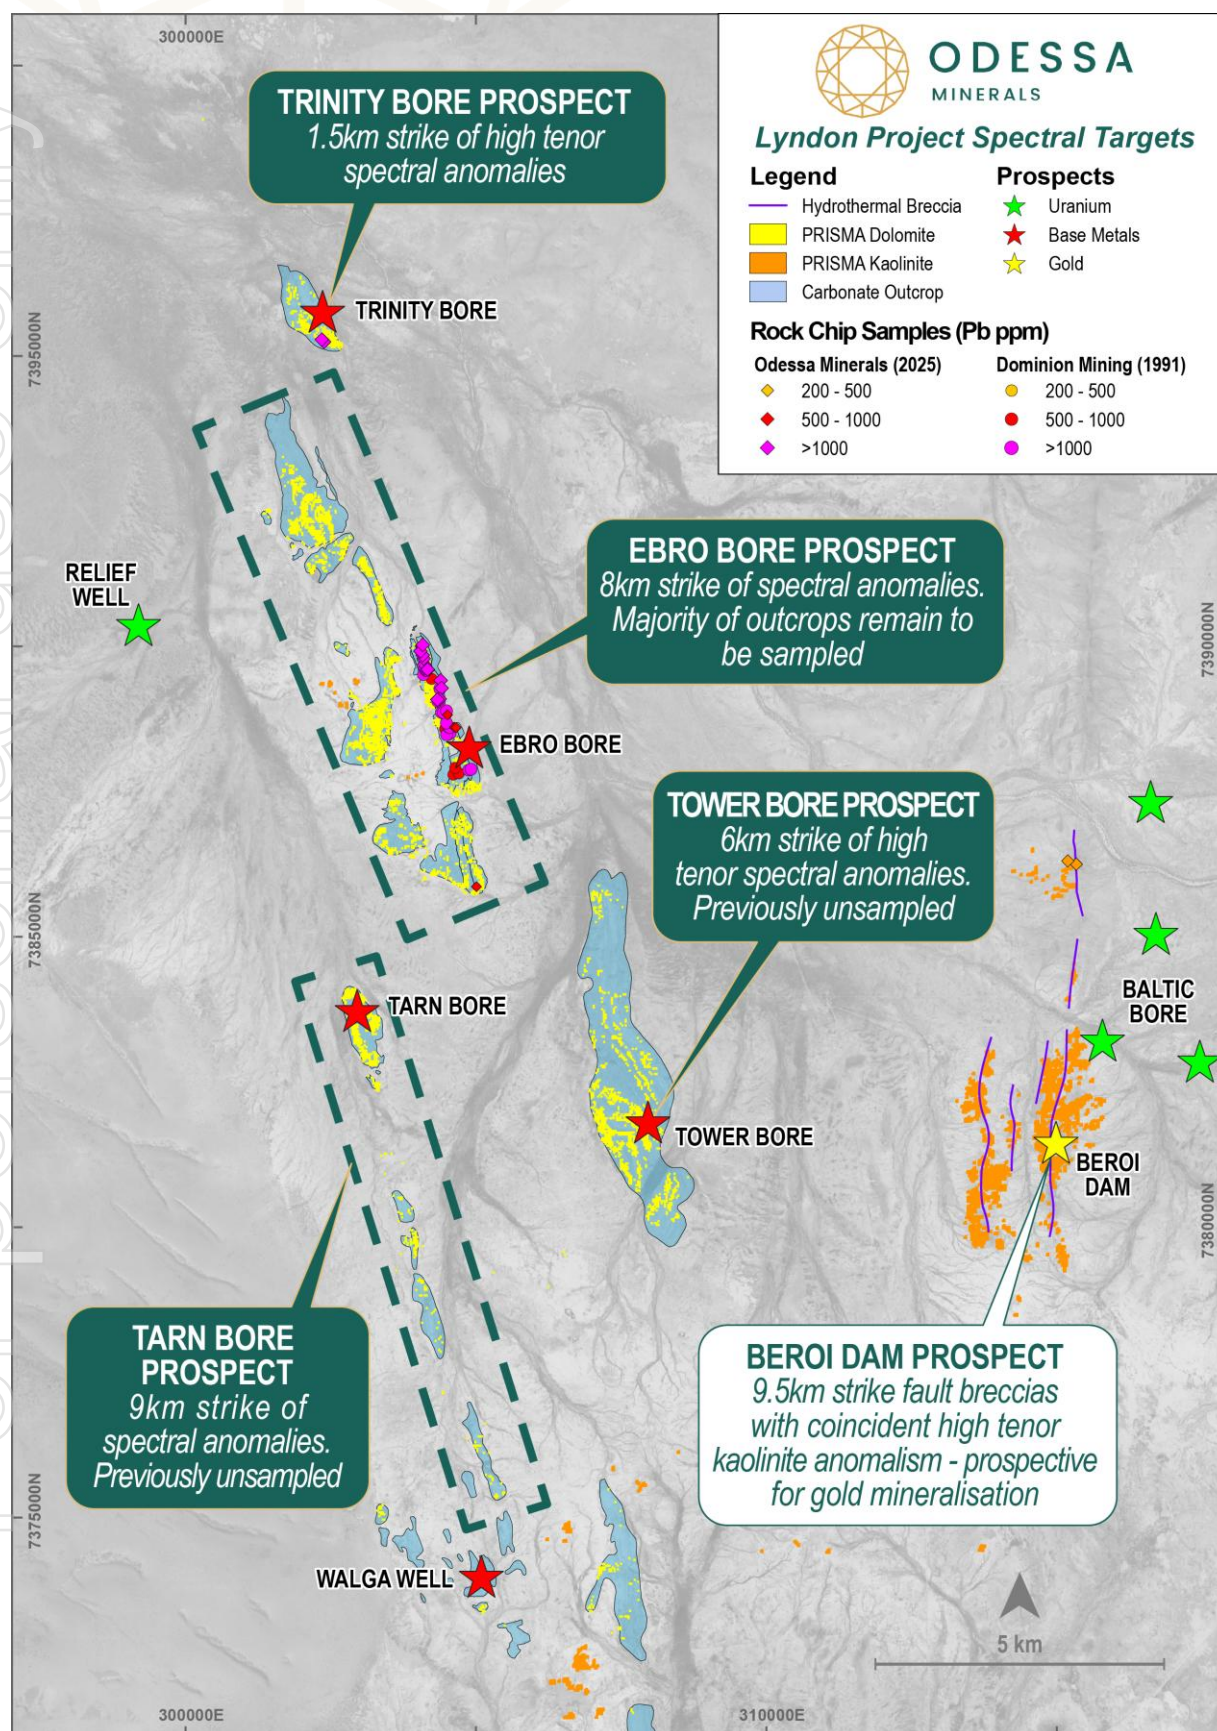 300000E
ODESSA
MINERALS
Lyndon Project Spectral Targets
Legend
Hydrothermal Breccia
PRISMA Dolomite
PRISMA Kaolinite
Carbonate Outcrop
Prospects
Uranium
Base Metals
Gold
Rock Chip Samples (Pb ppm)
Odessa Minerals (2025)
200 - 500
500 - 1000
>1000
Dominion Mining (1991)
200 - 500
500 - 1000
>1000
TRINITY BORE PROSPECT
1.5km strike of high tenor
spectral anomalies
TRINITY BORE
7395000N
EBRO BORE PROSPECT
8km strike of spectral anomalies.
Majority of outcrops remain to
be sampled
RELIEF
WELL
7390000N
EBRO BORE
TOWER BORE PROSPECT
6km strike of high
tenor spectral anomalies.
Previously unsampled
7385000N
TARN BORE
BALTIC
BORE
TOWER BORE
BEROI
DAM
7380000N
TARN BORE
PROSPECT
9km strike of
spectral anomalies.
Previously unsampled
BEROI DAM PROSPECT
9.5km strike fault breccias
with coincident high tenor
kaolinite anomalism - prospective
for gold mineralisation
7375000N
WALGA WELL
5 km
300000E
310000E